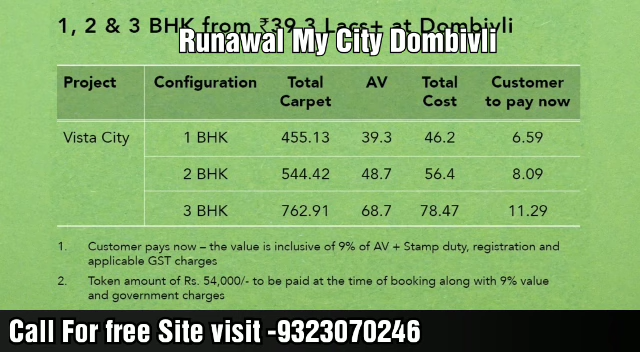 1, 2 & 3 BHK from ₹39.3 Lacs+ at Dombivli
Runawal My City Dombivli
Project Configuration Total Carpet AV Total Cost Customer to pay now
Vista City 1 BHK 455.13 39.3 46.2 6.59
2 BHK 544.42 48.7 56.4 8.09
3 BHK 762.91 68.7 78.47 11.29
1. Customer pays now – the value is inclusive of 9% of AV + Stamp duty, registration and
applicable GST charges
2. Token amount of Rs. 54,000/- to be paid at the time of booking along with 9% value
and government charges
Call For free Site visit -9323070246